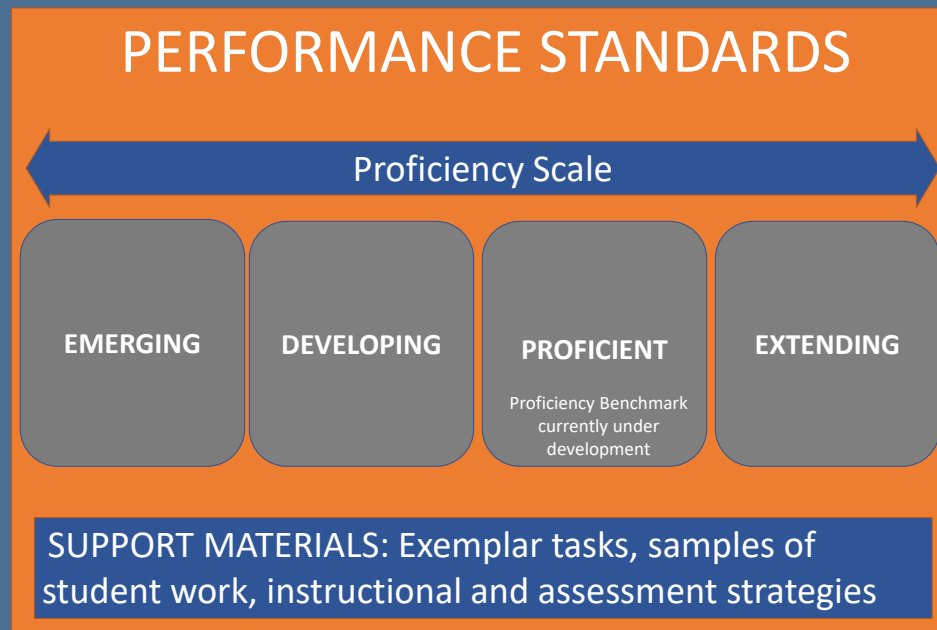 PERFORMANCE STANDARDS
Proficiency Scale
EMERGING
DEVELOPING
PROFICIENT
Proficiency Benchmark
currently under
development
EXTENDING
SUPPORT MATERIALS: Exemplar tasks, samples of
student work, instructional and assessment strategies